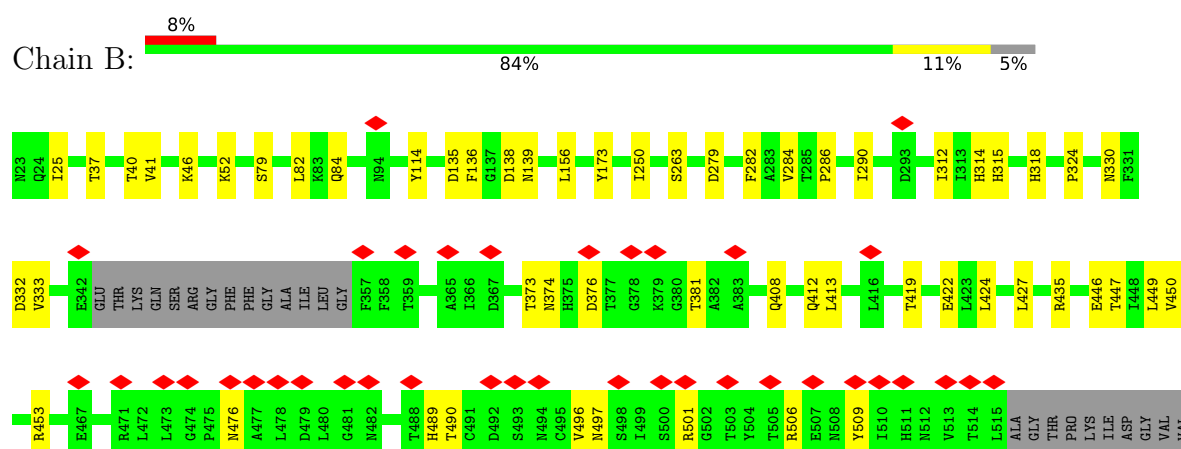 8%
Chain B:
84% 11% 5%
N23 Q24 I25 T37 T40 V41 K46 K52 S79 L82 K83 Q84 N94 Y114 D135 F136 G137 D138 N139 L156 Y173 I250 S263 D279 F282 A283 V284 T285 P286 I290 D293 I312 I313 H314 H315 H318 P324 N330 F331
D332 V333 E342 GLU THR LYS GLN SER ARG GLY PHE PHE GLY ALA ILE LEU GLY F357 F358 T359 A365 I366 D367 T373 N374 H375 D376 T377 G378 K379 G380 T381 A382 A383 Q408 Q412 L413 L416 T419 E422 L423 L424 L427 R435 E446 T447 I448 L449 V450
R453 E467 R471 L472 L473 G474 P475 N476 A477 L478 D479 L480 G481 N482 T488 H489 T490 C491 D492 S493 N494 C495 V496 N497 S498 I499 S500 R501 G502 T503 Y504 T505 R506 E507 N508 Y509 I510 H511 N512 V513 T514 L515 ALA GLY THR PRO LYS ILE ASP GLY VAL